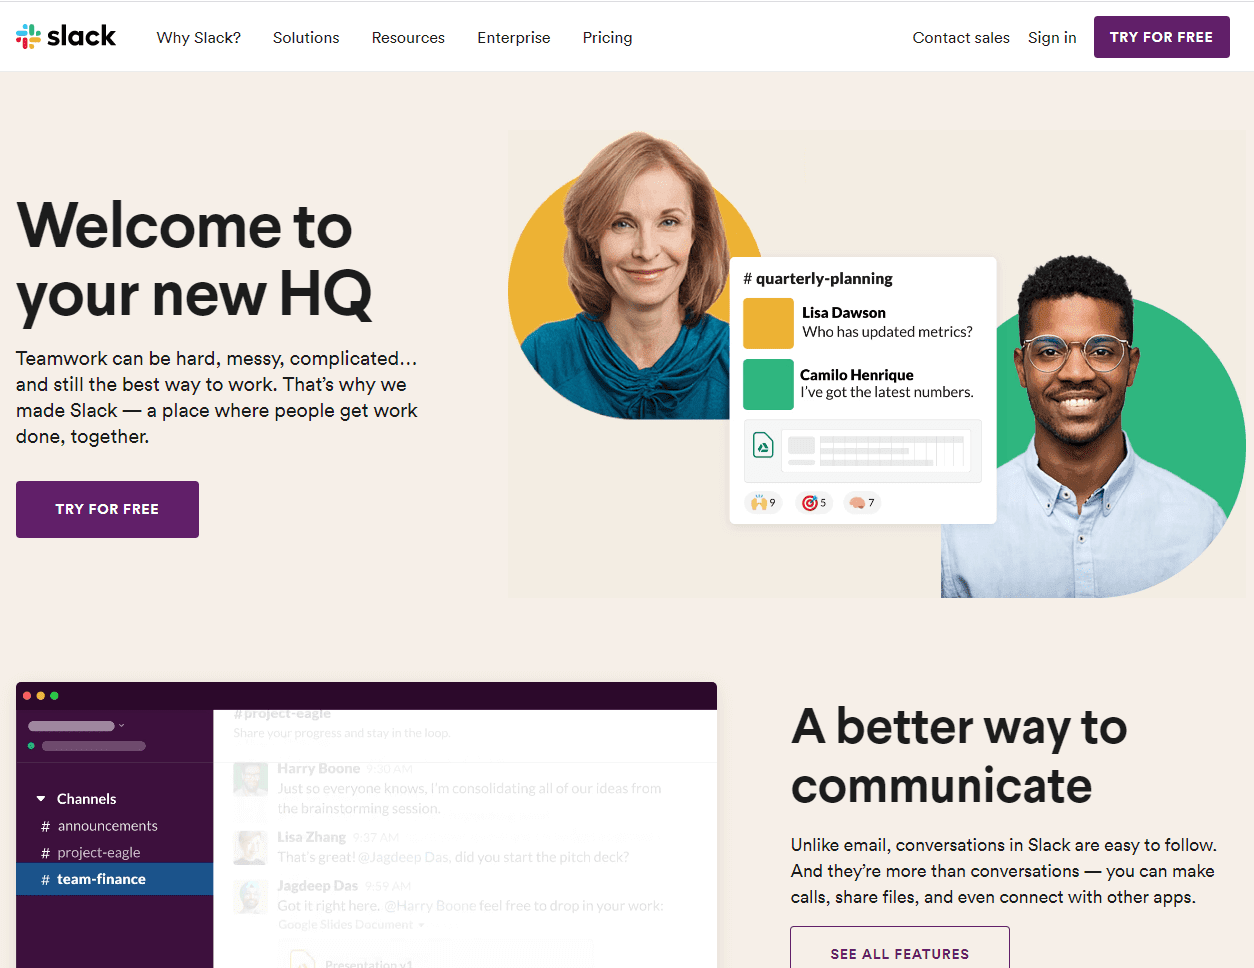 slack
Why Slack?
Solutions
Resources
Enterprise
Pricing
Contact sales
Sign in
TRY FOR FREE
Welcome to
your new HQ
Teamwork can be hard, messy, complicated…
and still the best way to work. That’s why we
made Slack — a place where people get work
done, together.
TRY FOR FREE
# quarterly-planning
Lisa Dawson
Who has updated metrics?
Camilo Henrique
I’ve got the latest numbers.
9
5
7
Channels
# announcements
# project-eagle
# team-finance
#project-eagle
Share your progress and stay in the loop.
Harry Boone 9:30 AM
Just so everyone knows, I’m consolidating all of our ideas from
the brainstorming session.
Lisa Zhang 9:37 AM
That’s great! @Jagdeep Das, did you start the pitch deck?
Jagdeep Das 9:59 AM
Got it right here. @Harry Boone feel free to drop in your work:
Google Slides Document
Presentation v1
A better way to
communicate
Unlike email, conversations in Slack are easy to follow.
And they’re more than conversations — you can make
calls, share files, and even connect with other apps.
SEE ALL FEATURES